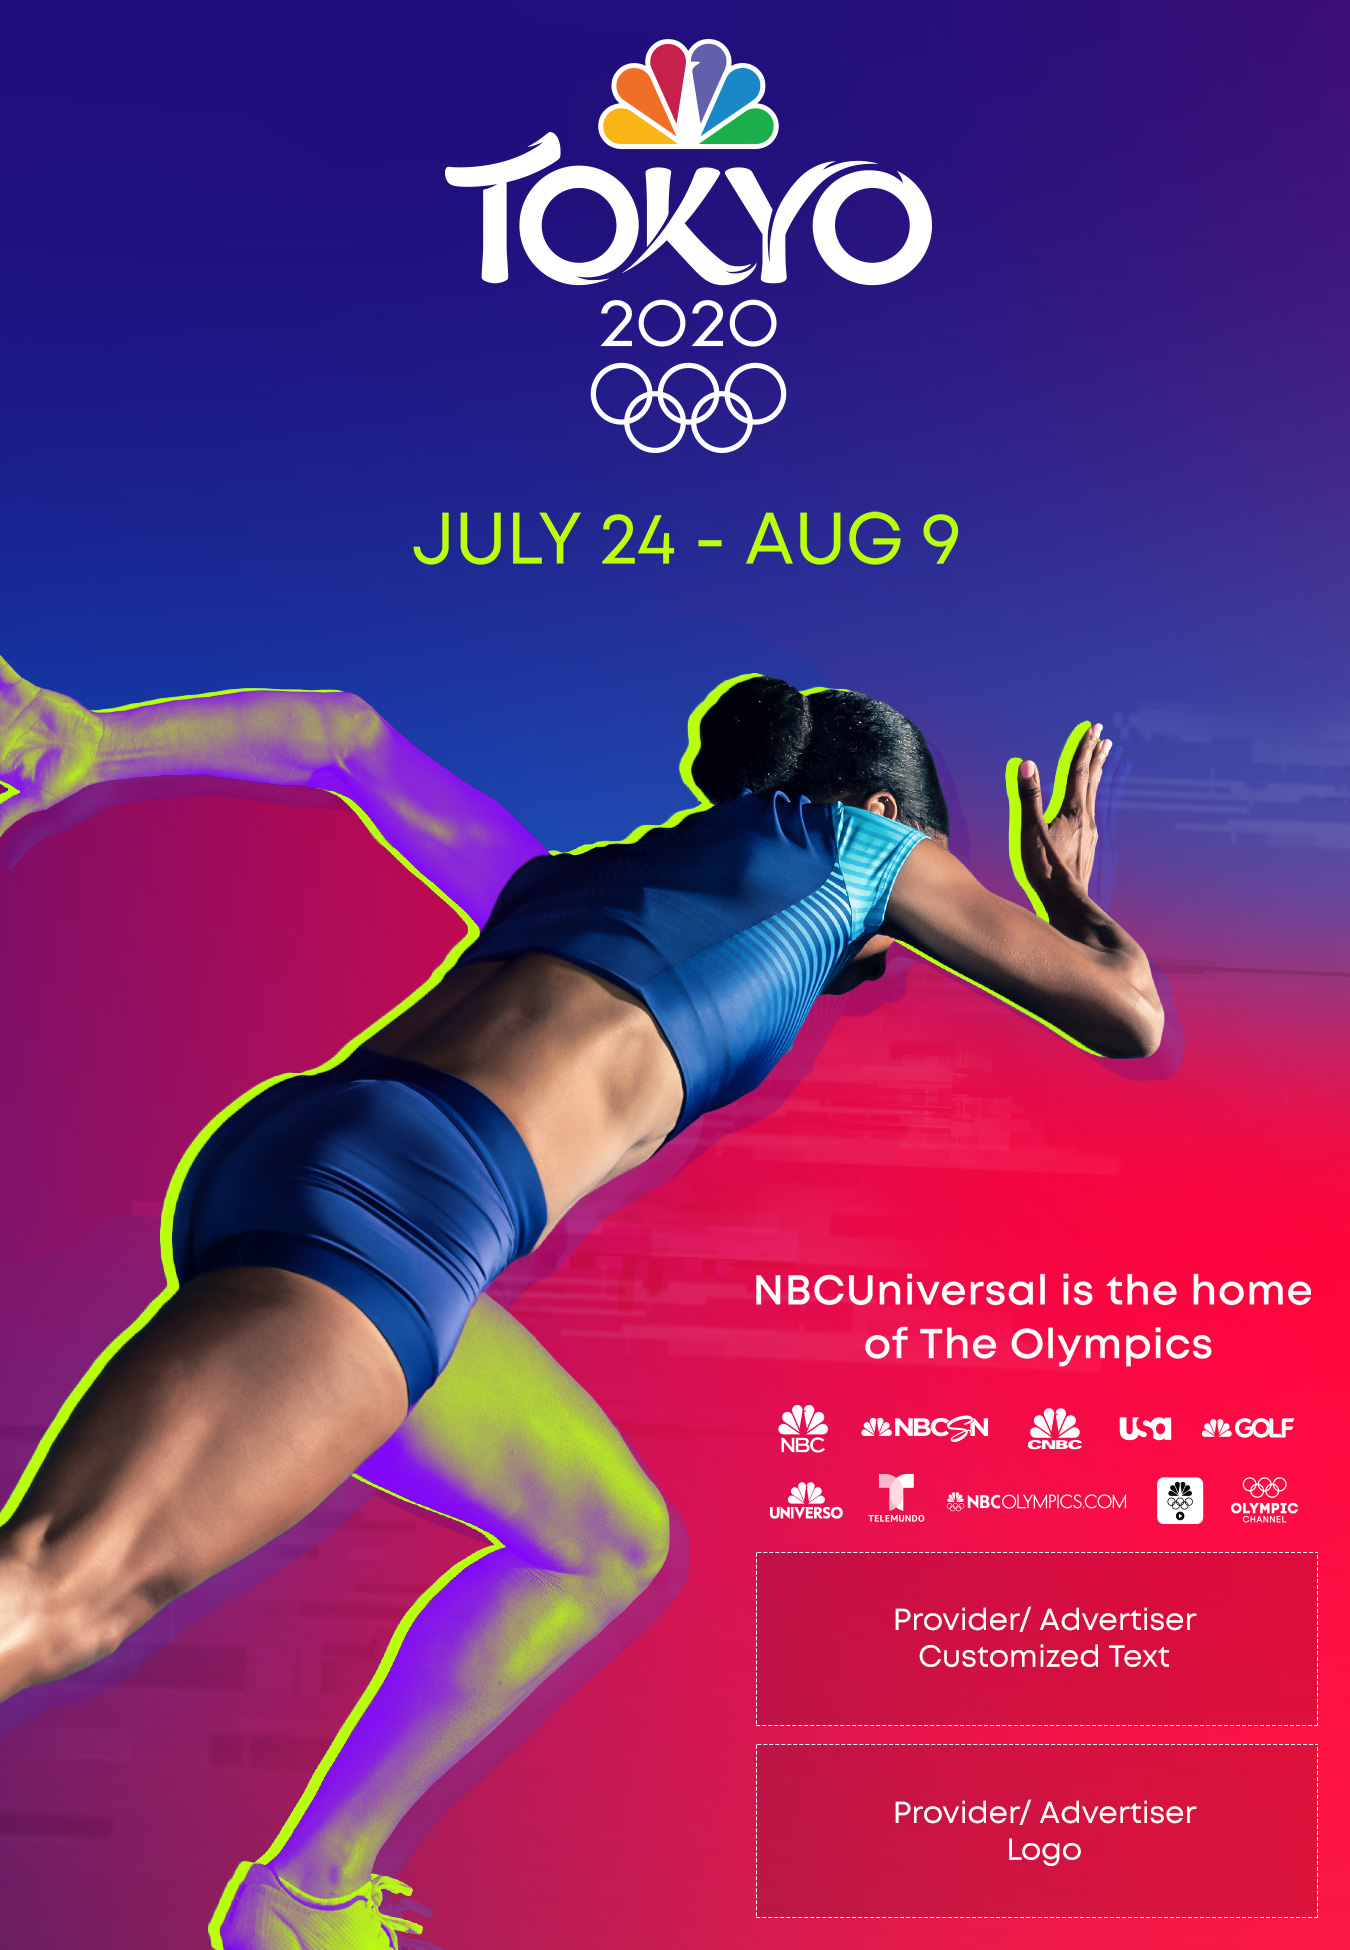 TOKYO
2020
JULY 24 - AUG 9
NBCUniversal is the home
of The Olympics
NBC NBCSN CNBC USA GOLF
UNIVERSO TELEMUNDO NBCOLYMPICS.COM OLYMPIC CHANNEL
Provider/ Advertiser
Customized Text
Provider/ Advertiser
Logo